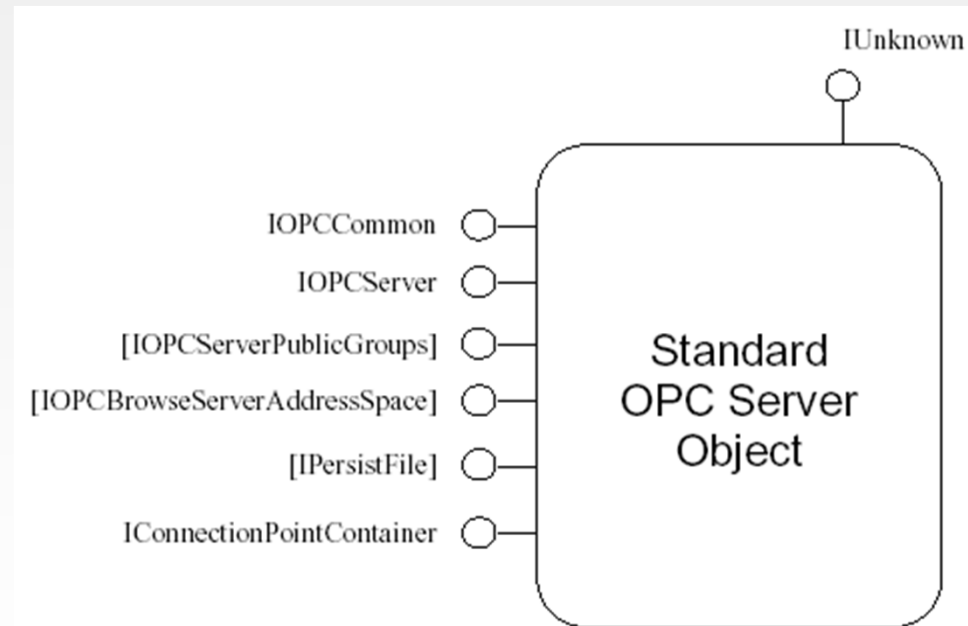 IUnknown
IOPCCommon
IOPCServer
[IOPCServerPublicGroups]
[IOPCBrowseServerAddressSpace]
[IPersistFile]
IConnectionPointContainer
Standard
OPC Server
Object